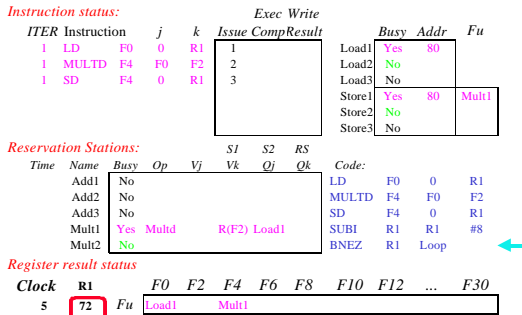 Instruction status: Exec Write
ITER Instruction j k Issue Comp Result Busy Addr Fu
1 LD F0 0 R1 1 Load1 Yes 80
1 MULTD F4 F0 F2 2 Load2 No
1 SD F4 0 R1 3 Load3 No
Store1 Yes 80 Mult1
Store2 No
Store3 No
Reservation Stations: S1 S2 RS
Time Name Busy Op Vj Vk Qj Qk Code:
Add1 No LD F0 0 R1
Add2 No MULTD F4 F0 F2
Add3 No SD F4 0 R1
Mult1 Yes Multd R(F2) Load1 SUBI R1 R1 #8
Mult2 No BNEZ R1 Loop
Register result status
Clock R1 F0 F2 F4 F6 F8 F10 F12 ... F30
5 72 Fu Load1 Mult1